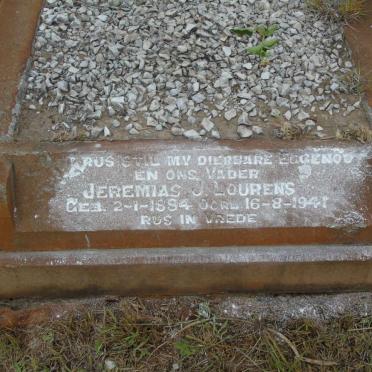 RUS STIL MY DIERBARE EGGENOOT
EN ONS VADER
JEREMIAS J. LOURENS
GEB. 2-1-1894 OORL. 16-8-1941
RUS IN VREDE